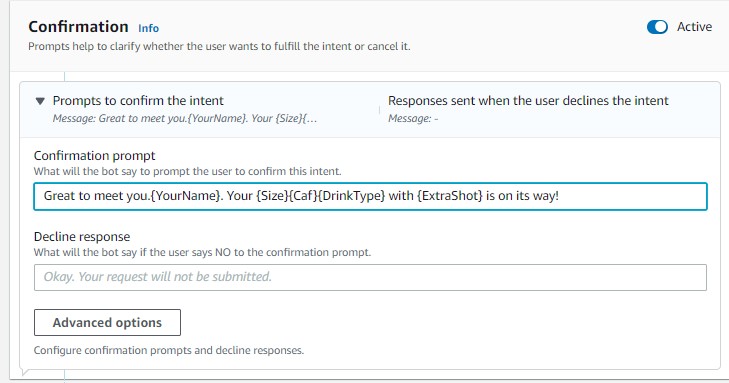 Confirmation Info
Active
Prompts help to clarify whether the user wants to fulfill the intent or cancel it.
Prompts to confirm the intent
Responses sent when the user declines the intent
Message: Great to meet you.{YourName}. Your {Size}{...
Message: -
Confirmation prompt
What will the bot say to prompt the user to confirm this intent.
Great to meet you.{YourName}. Your {Size}{Caf}{DrinkType} with {ExtraShot} is on its way!
Decline response
What will the bot say if the user says NO to the confirmation prompt.
Okay. Your request will not be submitted.
Advanced options
Configure confirmation prompts and decline responses.